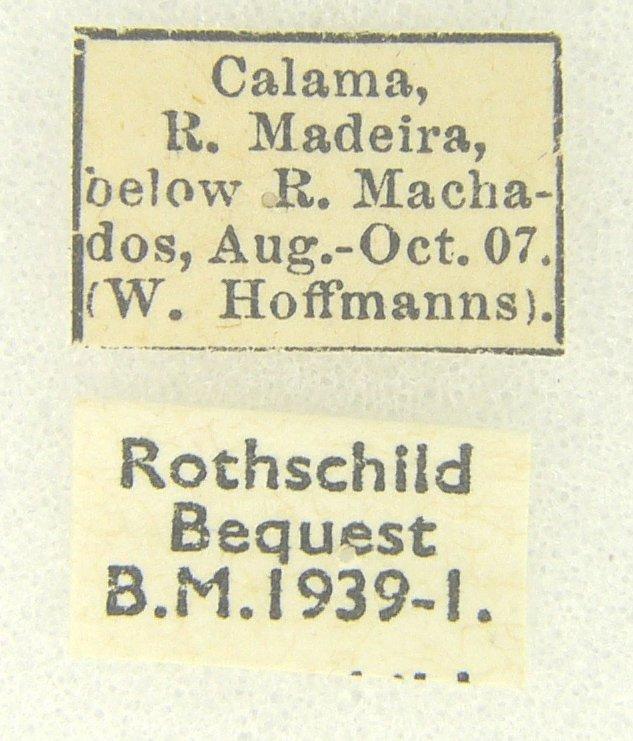 Calama,
R. Madeira,
below R. Macha-
dos, Aug.-Oct. 07.
(W. Hoffmanns).
Rothschild
Bequest
B.M.1939-1.